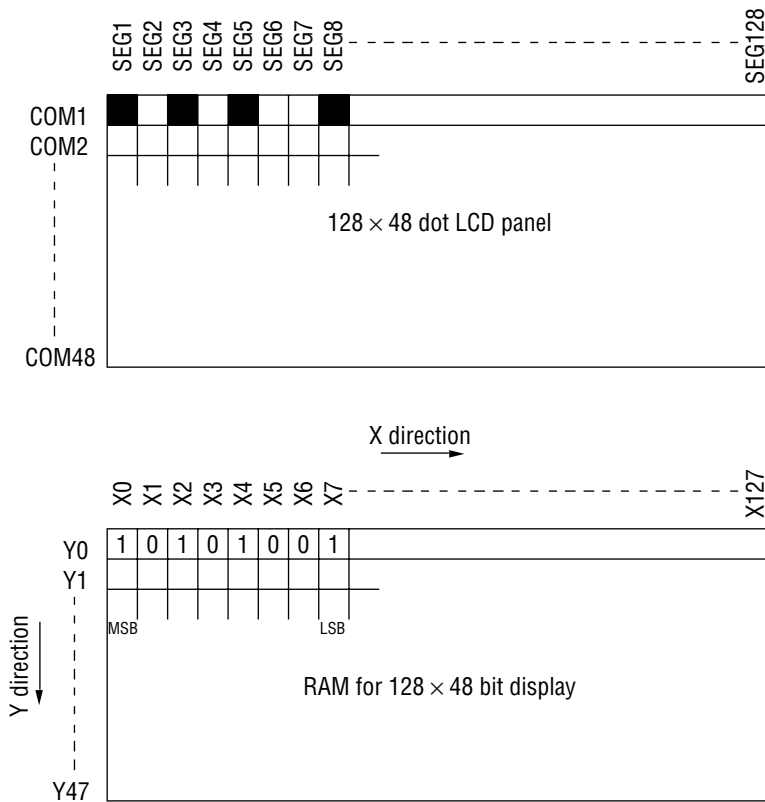 SEG1 SEG2 SEG3 SEG4 SEG5 SEG6 SEG7 SEG8 SEG128
COM1
COM2
128 × 48 dot LCD panel
COM48
X direction
X0 X1 X2 X3 X4 X5 X6 X7 X127
Y0 1 0 1 0 1 0 0 1
Y1
MSB LSB
Y direction
RAM for 128 × 48 bit display
Y47